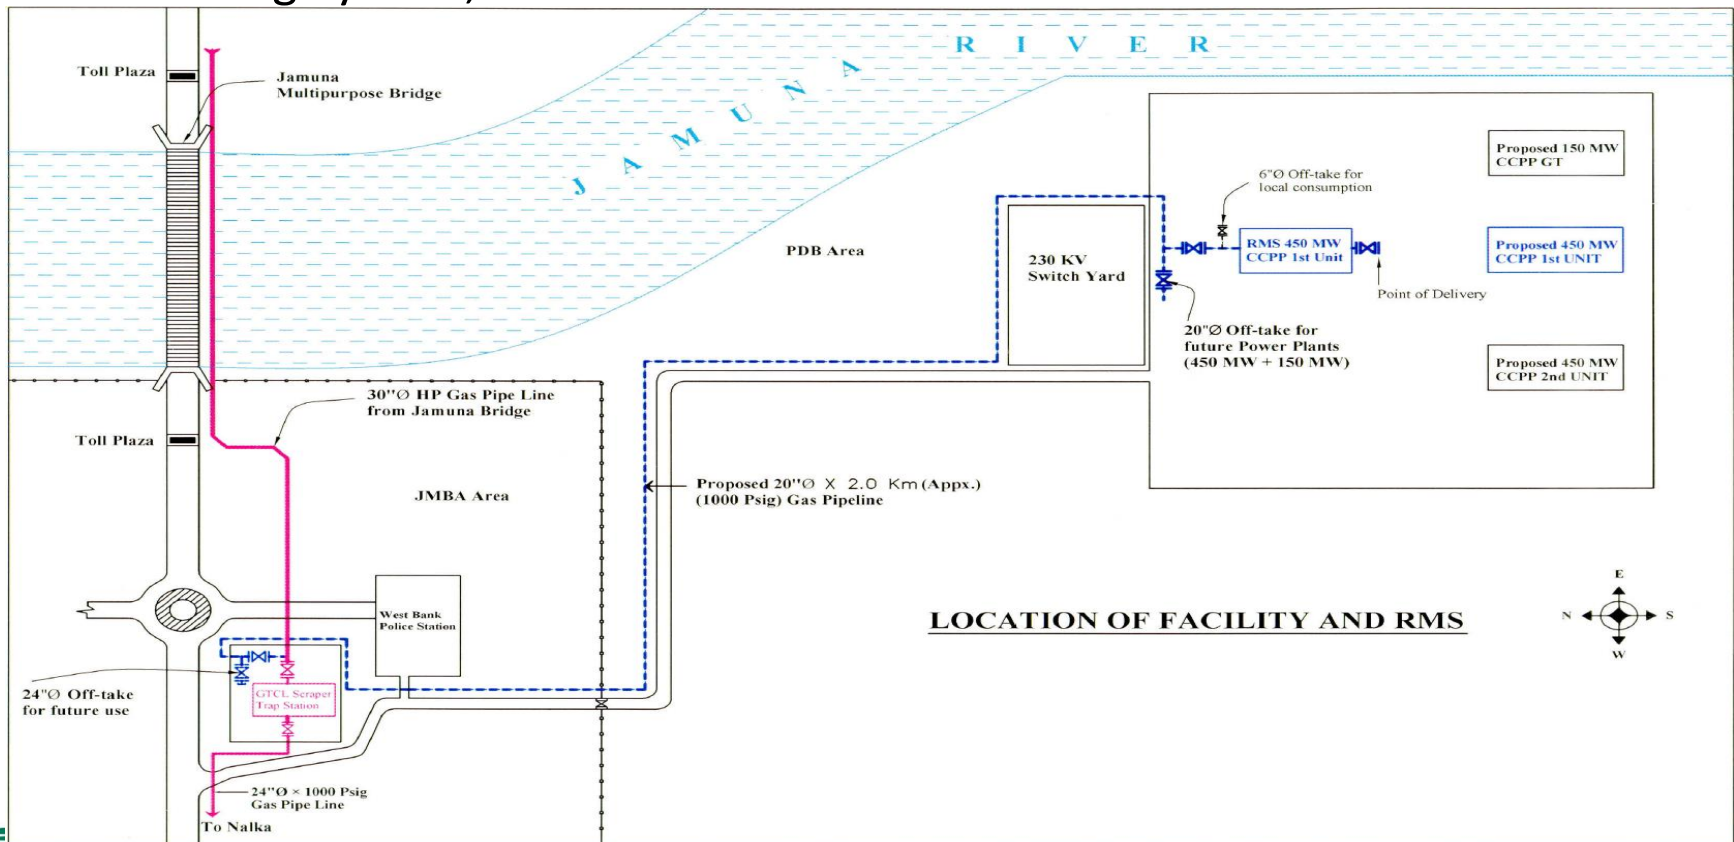 J A M U N A R I V E R
Toll Plaza
Jamuna
Multipurpose Bridge
Proposed 150 MW
CCPP GT
6"Ø Off-take for
local consumption
PDB Area
230 KV
Switch Yard
RMS 450 MW
CCPP 1st Unit
Proposed 450 MW
CCPP 1st UNIT
Point of Delivery
20"Ø Off-take for
future Power Plants
(450 MW + 150 MW)
Proposed 450 MW
CCPP 2nd UNIT
30"Ø HP Gas Pipe Line
from Jamuna Bridge
Toll Plaza
JMBA Area
Proposed 20"Ø X 2.0 Km (Appx.)
(1000 Psig) Gas Pipeline
West Bank
Police Station
LOCATION OF FACILITY AND RMS
E
N S
W
24"Ø Off-take
for future use
GTCL Scraper
Trap Station
24"Ø × 1000 Psig
Gas Pipe Line
To Nalka